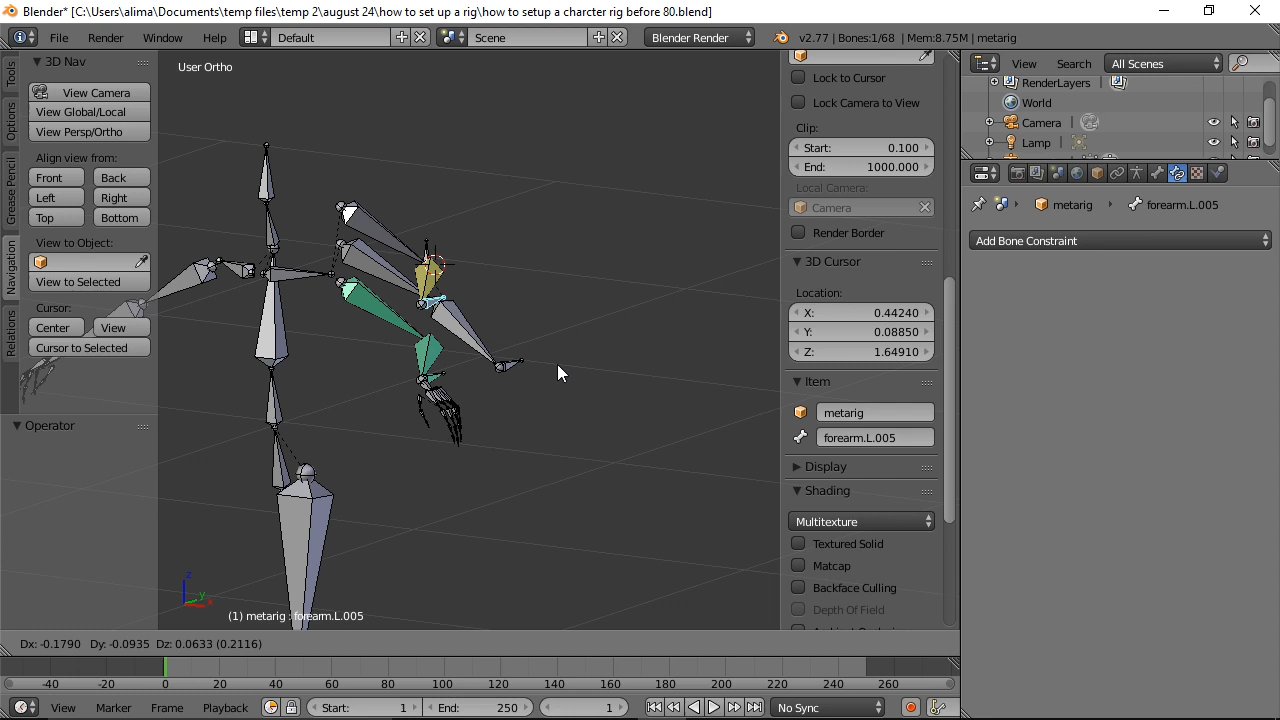 Blender* [C:\Users\alima\Documents\temp files\temp 2\august 24\how to set up a rig\how to setup a charcter rig before 80.blend]
File Render Window Help Default Scene Blender Render v2.77 | Bones:1/68 | Mem:8.75M | metarig
Tools
Options
Grease Pencil
Navigation
Relations
3D Nav
View Camera
View Global/Local
View Persp/Ortho
Align view from:
Front Back
Left Right
Top Bottom
View to Object:
View to Selected
Cursor:
Center View
Cursor to Selected
Operator
User Ortho
z
y
x
(1) metarig : forearm.L.005
Lock to Cursor
Lock Camera to View
Clip:
Start: 0.100
End: 1000.000
Local Camera:
Camera
Render Border
3D Cursor
Location:
X: 0.44240
Y: 0.08850
Z: 1.64910
Item
metarig
forearm.L.005
Display
Shading
Multitexture
Textured Solid
Matcap
Backface Culling
Depth Of Field
View Search All Scenes
RenderLayers
World
Camera
Lamp
metarig forearm.L.005
Add Bone Constraint
Dx: -0.1790 Dy: -0.0935 Dz: 0.0633 (0.2116)
-40 -20 0 20 40 60 80 100 120 140 160 180 200 220 240 260
View Marker Frame Playback Start: 1 End: 250 1 No Sync